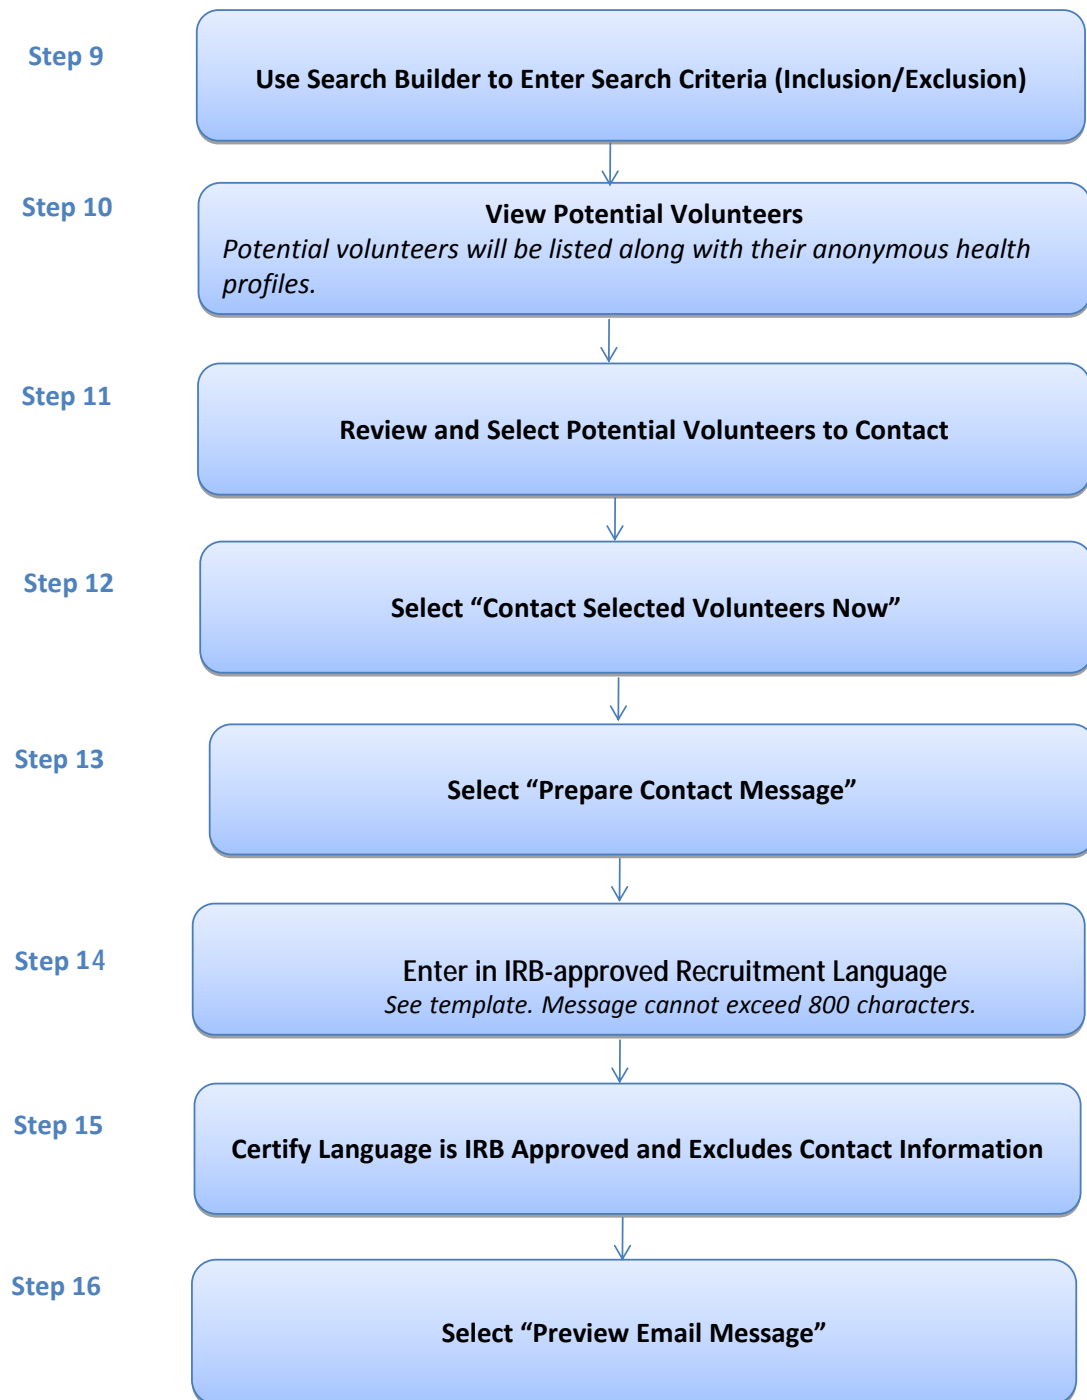 Step 9
Use Search Builder to Enter Search Criteria (Inclusion/Exclusion)
Step 10
View Potential Volunteers
Potential volunteers will be listed along with their anonymous health
profiles.
Step 11
Review and Select Potential Volunteers to Contact
Step 12
Select “Contact Selected Volunteers Now”
Step 13
Select “Prepare Contact Message”
Step 14
Enter in IRB-approved Recruitment Language
See template. Message cannot exceed 800 characters.
Step 15
Certify Language is IRB Approved and Excludes Contact Information
Step 16
Select “Preview Email Message”